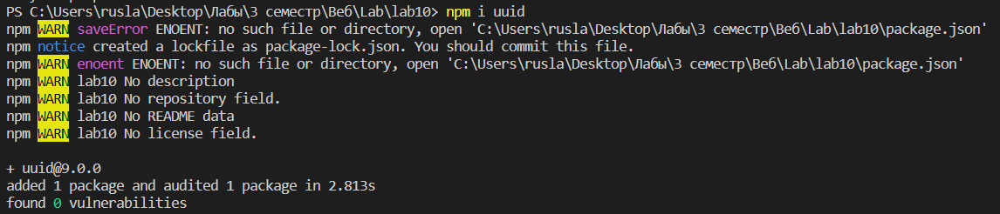 PS C:\Users\rusla\Desktop\Лабы\3 семестр\Веб\Lab\lab10> npm i uuid
npm WARN saveError ENOENT: no such file or directory, open 'C:\Users\rusla\Desktop\Лабы\3 семестр\Веб\Lab\lab10\package.json'
npm notice created a lockfile as package-lock.json. You should commit this file.
npm WARN enoent ENOENT: no such file or directory, open 'C:\Users\rusla\Desktop\Лабы\3 семестр\Веб\Lab\lab10\package.json'
npm WARN lab10 No description
npm WARN lab10 No repository field.
npm WARN lab10 No README data
npm WARN lab10 No license field.
+ uuid@9.0.0
added 1 package and audited 1 package in 2.813s
found 0 vulnerabilities